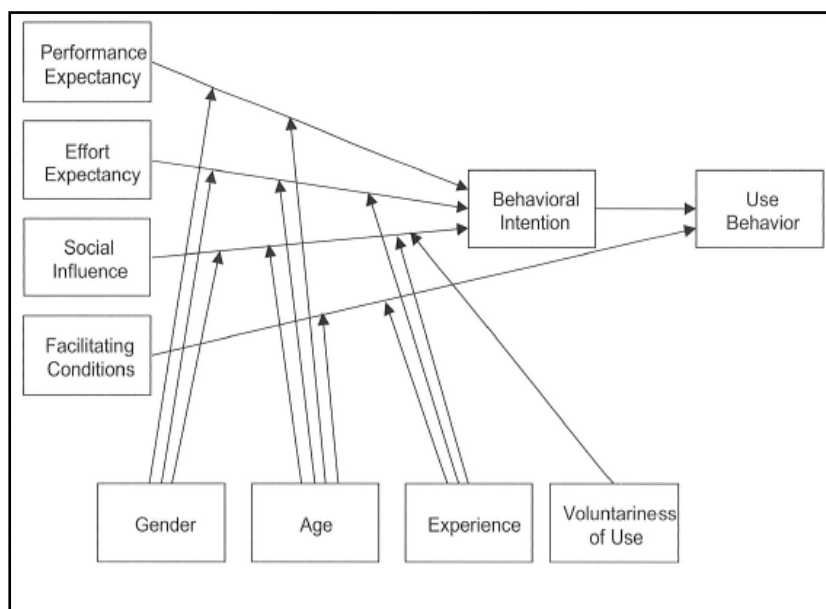 Performance
Expectancy
Effort
Expectancy
Social
Influence
Facilitating
Conditions
Behavioral
Intention
Use
Behavior
Gender
Age
Experience
Voluntariness
of Use